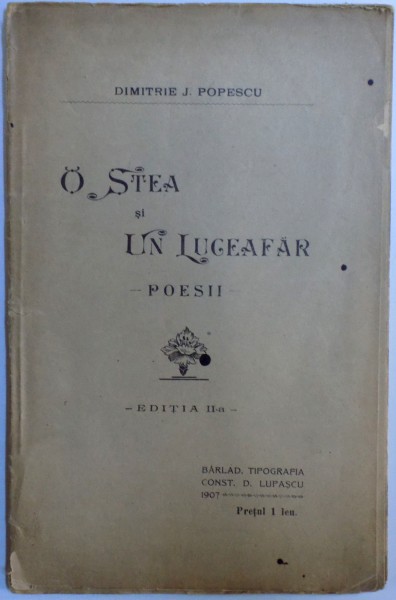 DIMITRIE J. POPESCU
O STEA
și
UN LUCEAFĂR
– POESII –
– EDIȚIA II-a –
BÂRLAD, TIPOGRAFIA
CONST. D. LUPAȘCU
1907
Prețul 1 leu.